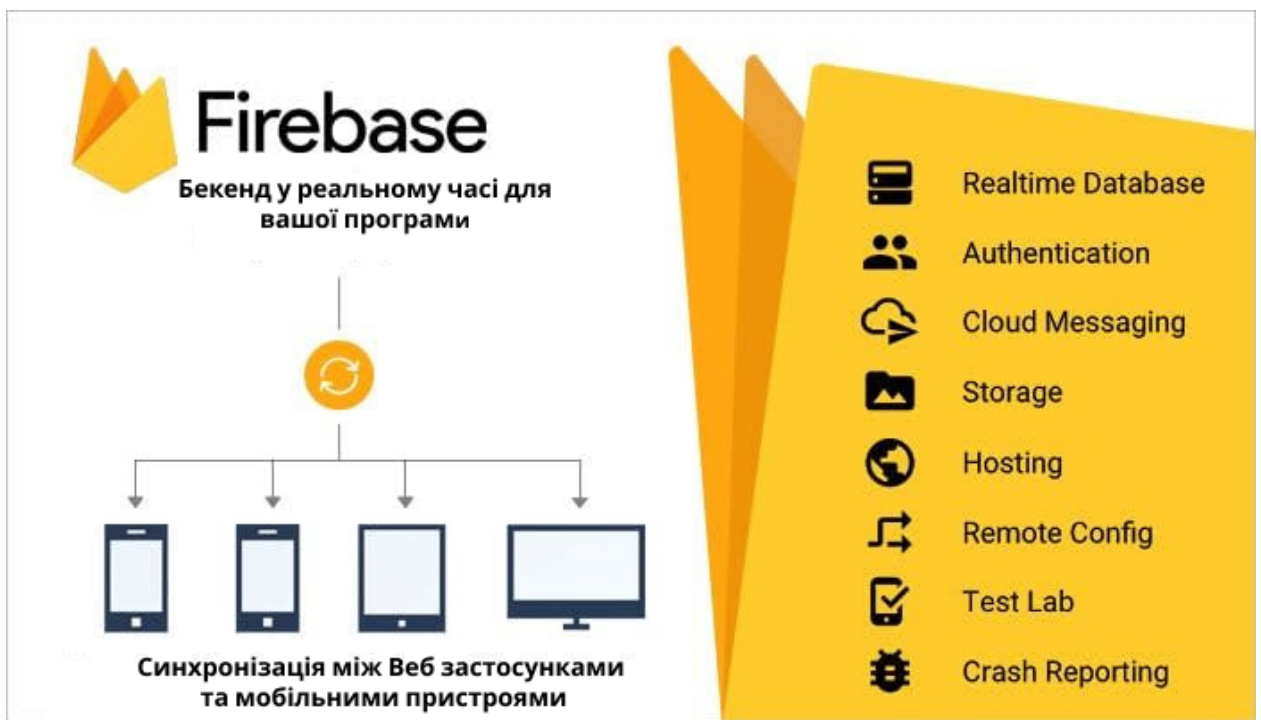 Firebase
Бекенд у реальному часі для
вашої програми
Синхронізація між Веб застосунками
та мобільними пристроями
Realtime Database
Authentication
Cloud Messaging
Storage
Hosting
Remote Config
Test Lab
Crash Reporting